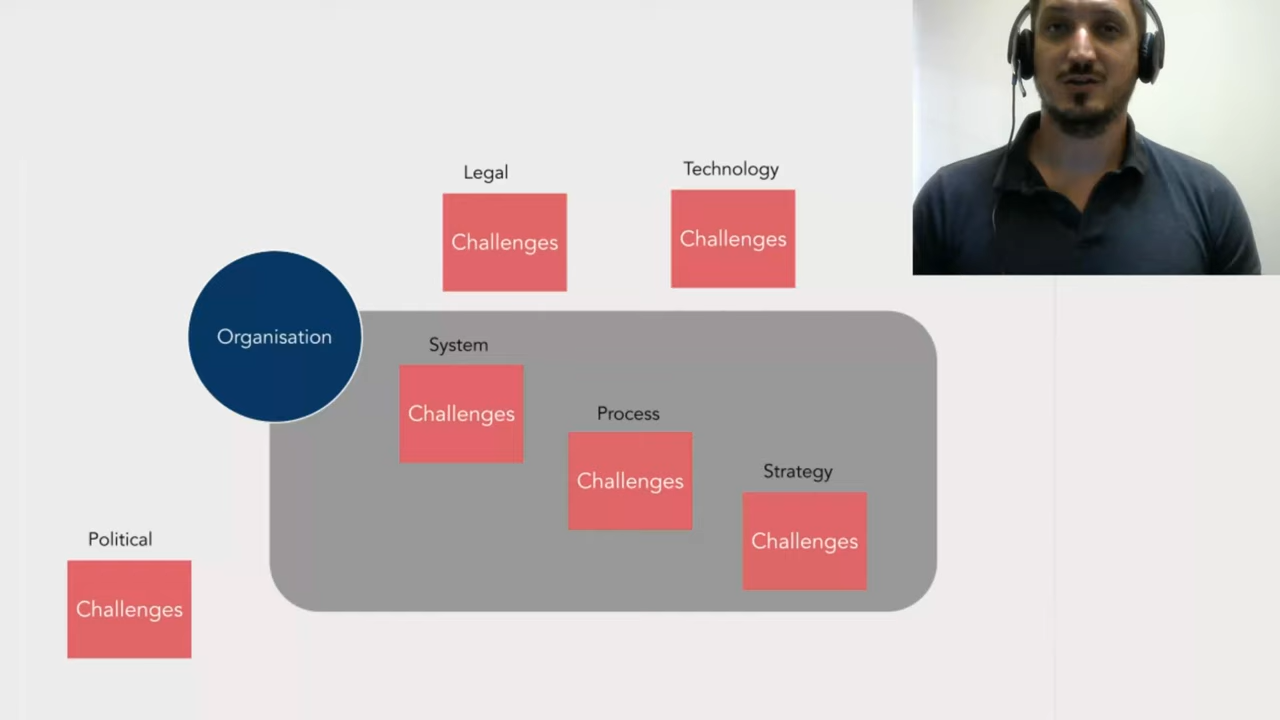 Legal
Challenges
Technology
Challenges
Organisation
System
Challenges
Process
Challenges
Strategy
Challenges
Political
Challenges